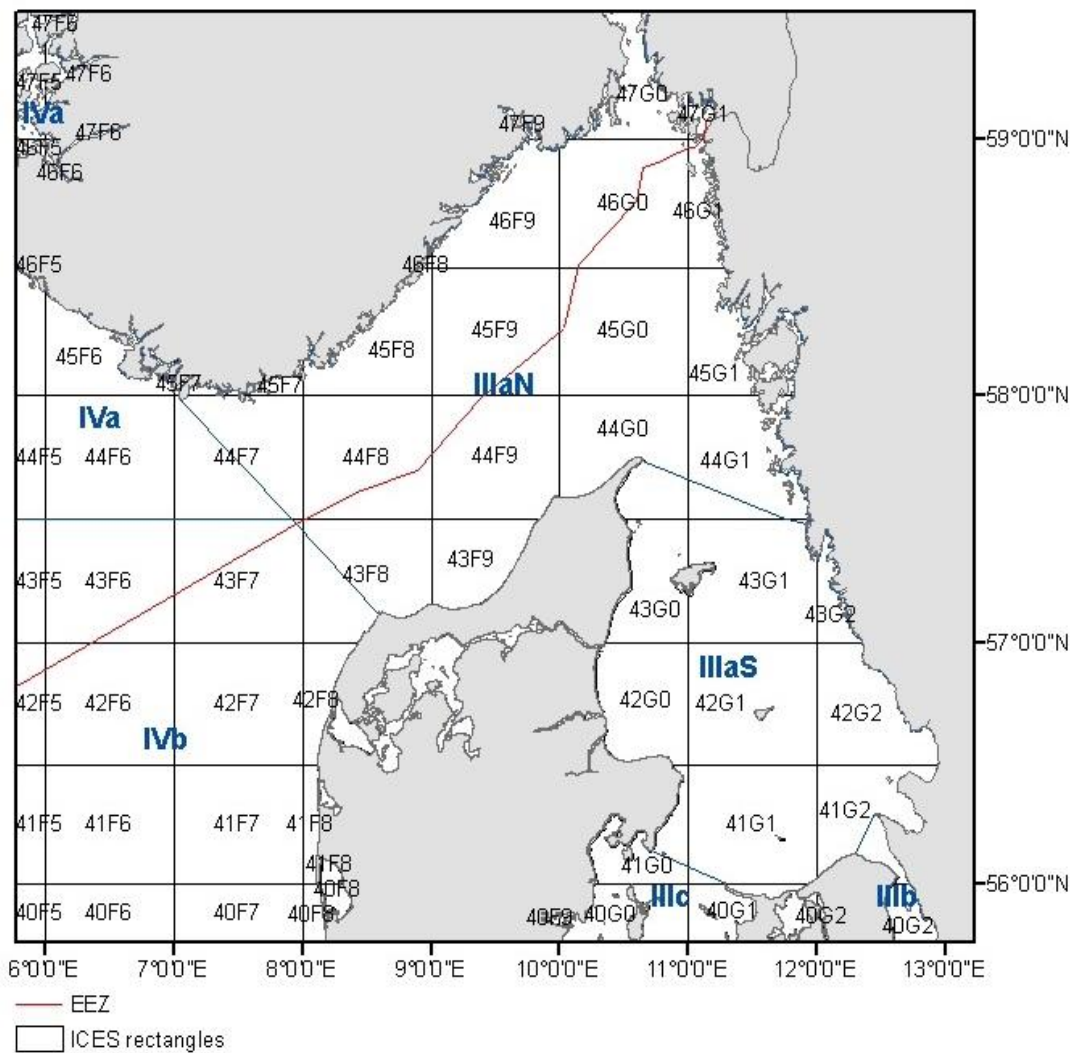 47F6
47G0
47F6
47F5
47G1
IVa
47F9
47F6
59°0'0"N
46F5
46F6
46G0
46G1
46F9
46F5
46F8
45F9
45G0
45F8
45F6
45G1
45F7
45F7
IIIaN
58°0'0"N
IVa
44G0
44F5
44F6
44F7
44F8
44F9
44G1
43F9
43F5
43F6
43F7
43F8
43G1
43G0
43G2
57°0'0"N
IIIaS
42F5
42F6
42F7
42F8
42G0
42G1
42G2
IVb
41F5
41F6
41F7
41F8
41G1
41G2
41F8
41G0
40F8
56°0'0"N
IIIc
IIIb
40F5
40F6
40F7
40F8
40F9
40G0
40G1
40G2
40G2
6°0'0"E
7°0'0"E
8°0'0"E
9°0'0"E
10°0'0"E
11°0'0"E
12°0'0"E
13°0'0"E
EEZ
ICES rectangles